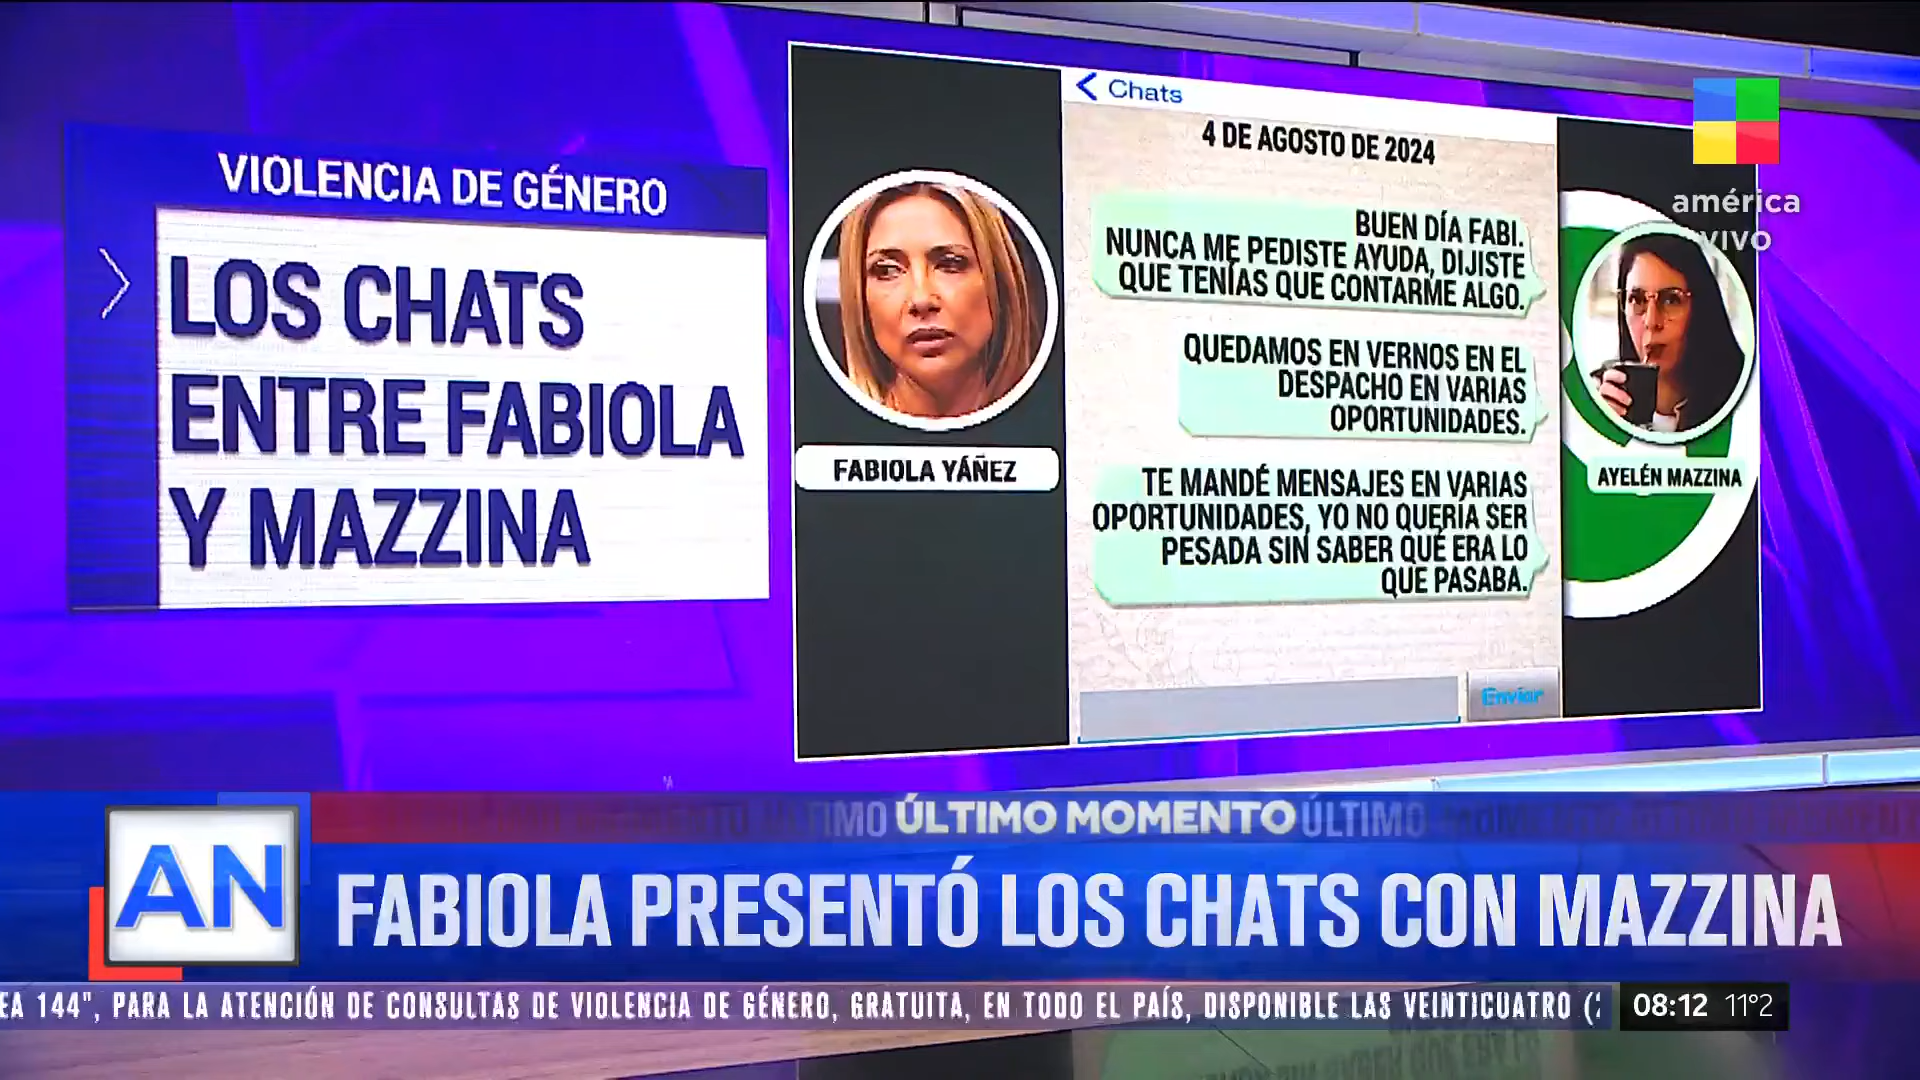 VIOLENCIA DE GÉNERO
LOS CHATS
ENTRE FABIOLA
Y MAZZINA
Chats
4 DE AGOSTO DE 2024
BUEN DÍA FABI.
NUNCA ME PEDISTE AYUDA, DIJISTE
QUE TENÍAS QUE CONTARME ALGO.
QUEDAMOS EN VERNOS EN EL
DESPACHO EN VARIAS
OPORTUNIDADES.
TE MANDÉ MENSAJES EN VARIAS
OPORTUNIDADES, YO NO QUERÍA SER
PESADA SIN SABER QUÉ ERA LO
QUE PASABA.
Enviar
FABIOLA YÁÑEZ
AYELÉN MAZZINA
américa
VIVO
ÚLTIMO MOMENTO ÚLTIMO
AN
FABIOLA PRESENTÓ LOS CHATS CON MAZZINA
EA 144", PARA LA ATENCIÓN DE CONSULTAS DE VIOLENCIA DE GÉNERO, GRATUITA, EN TODO EL PAÍS, DISPONIBLE LAS VEINTICUATRO (
08:12 11°2